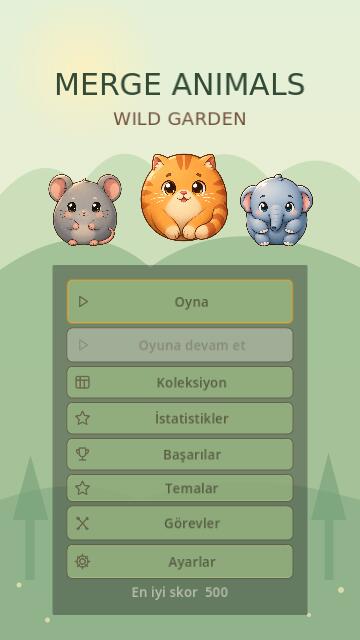 MERGE ANIMALS
WILD GARDEN
Oyna
Oyuna devam et
Koleksiyon
İstatistikler
Başarılar
Temalar
Görevler
Ayarlar
En iyi skor 500